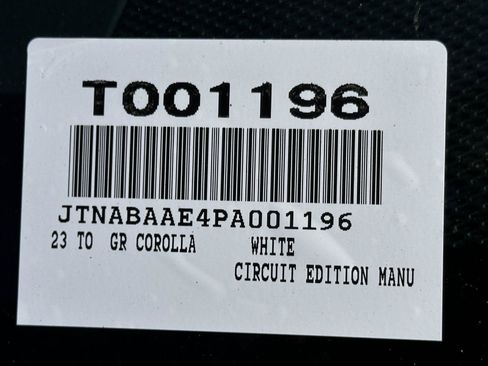 T001196
JTNABAAE4PA001196
23 TO GR COROLLA WHITE
CIRCUIT EDITION MANU